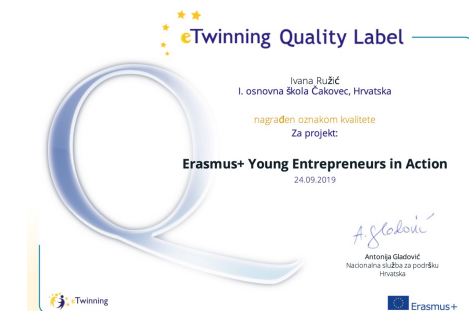 eTwinning Quality Label
Ivana Ružić
I. osnovna škola Čakovec, Hrvatska
nagrađen oznakom kvalitete
Za projekt:
Erasmus+ Young Entrepreneurs in Action
24.09.2019
A. Gladović
Antonija Gladović
Nacionalna služba za podršku
Hrvatska
eTwinning
Erasmus+